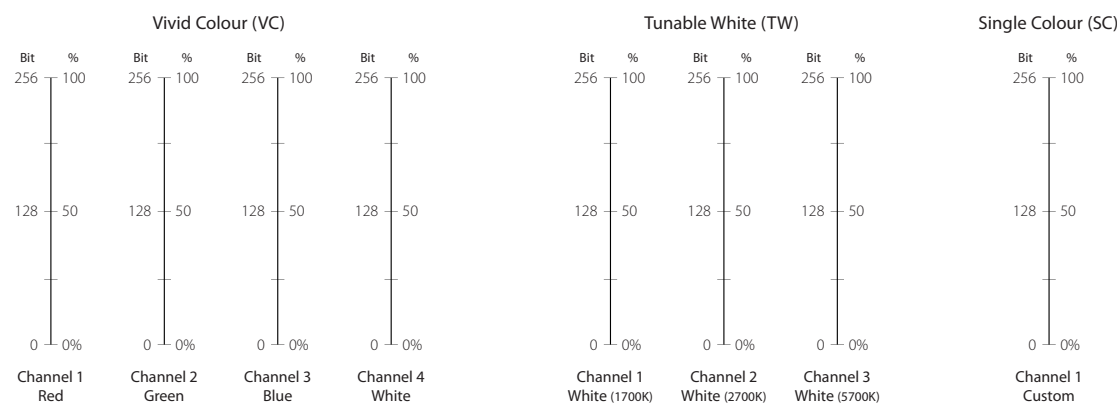 Vivid Colour (VC) Tunable White (TW) Single Colour (SC)
Bit % Bit % Bit % Bit % Bit % Bit % Bit % Bit %
256 100 256 100 256 100 256 100 256 100 256 100 256 100 256 100
128 50 128 50 128 50 128 50 128 50 128 50 128 50 128 50
0 0% 0 0% 0 0% 0 0% 0 0% 0 0% 0 0% 0 0%
Channel 1 Channel 2 Channel 3 Channel 4 Channel 1 Channel 2 Channel 3 Channel 1
Red Green Blue White White (1700K) White (2700K) White (5700K) Custom